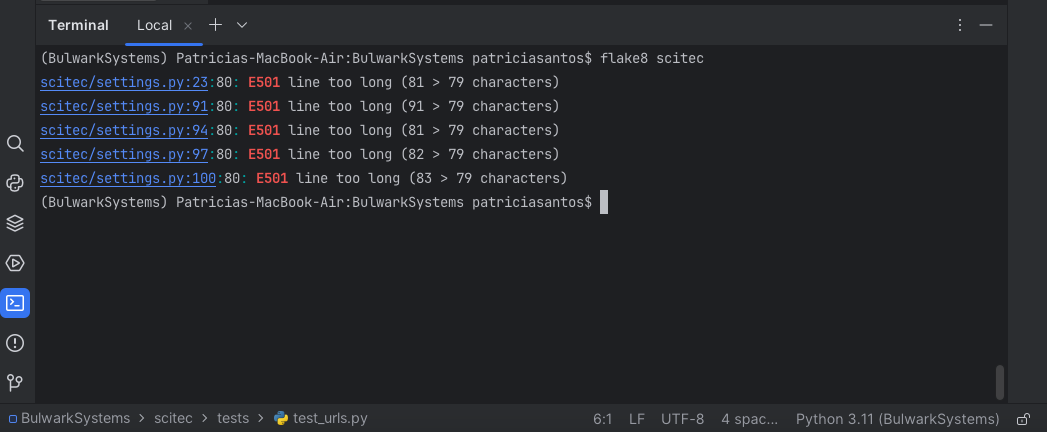 Terminal Local
(BulwarkSystems) Patricias-MacBook-Air:BulwarkSystems patriciasantos$ flake8 scitec
scitec/settings.py:23:80: E501 line too long (81 > 79 characters)
scitec/settings.py:91:80: E501 line too long (91 > 79 characters)
scitec/settings.py:94:80: E501 line too long (81 > 79 characters)
scitec/settings.py:97:80: E501 line too long (82 > 79 characters)
scitec/settings.py:100:80: E501 line too long (83 > 79 characters)
(BulwarkSystems) Patricias-MacBook-Air:BulwarkSystems patriciasantos$
BulwarkSystems > scitec > tests > test_urls.py 6:1 LF UTF-8 4 spac... Python 3.11 (BulwarkSystems)